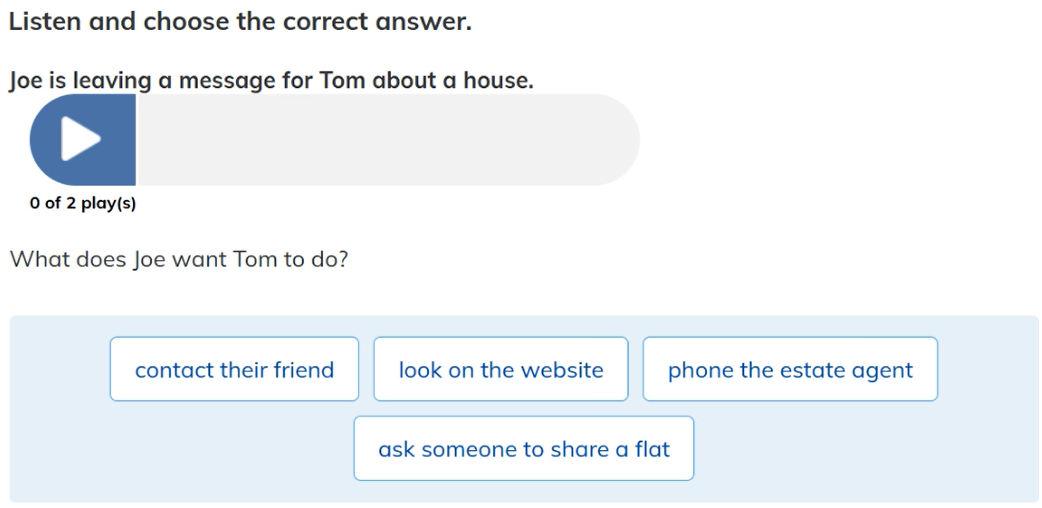 Listen and choose the correct answer.
Joe is leaving a message for Tom about a house.
0 of 2 play(s)
What does Joe want Tom to do?
contact their friend
look on the website
phone the estate agent
ask someone to share a flat